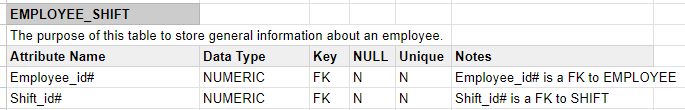 EMPLOYEE_SHIFT
The purpose of this table to store general information about an employee.
Attribute Name Data Type Key NULL Unique Notes
Employee_id# NUMERIC FK N N Employee_id# is a FK to EMPLOYEE
Shift_id# NUMERIC FK N N Shift_id# is a FK to SHIFT